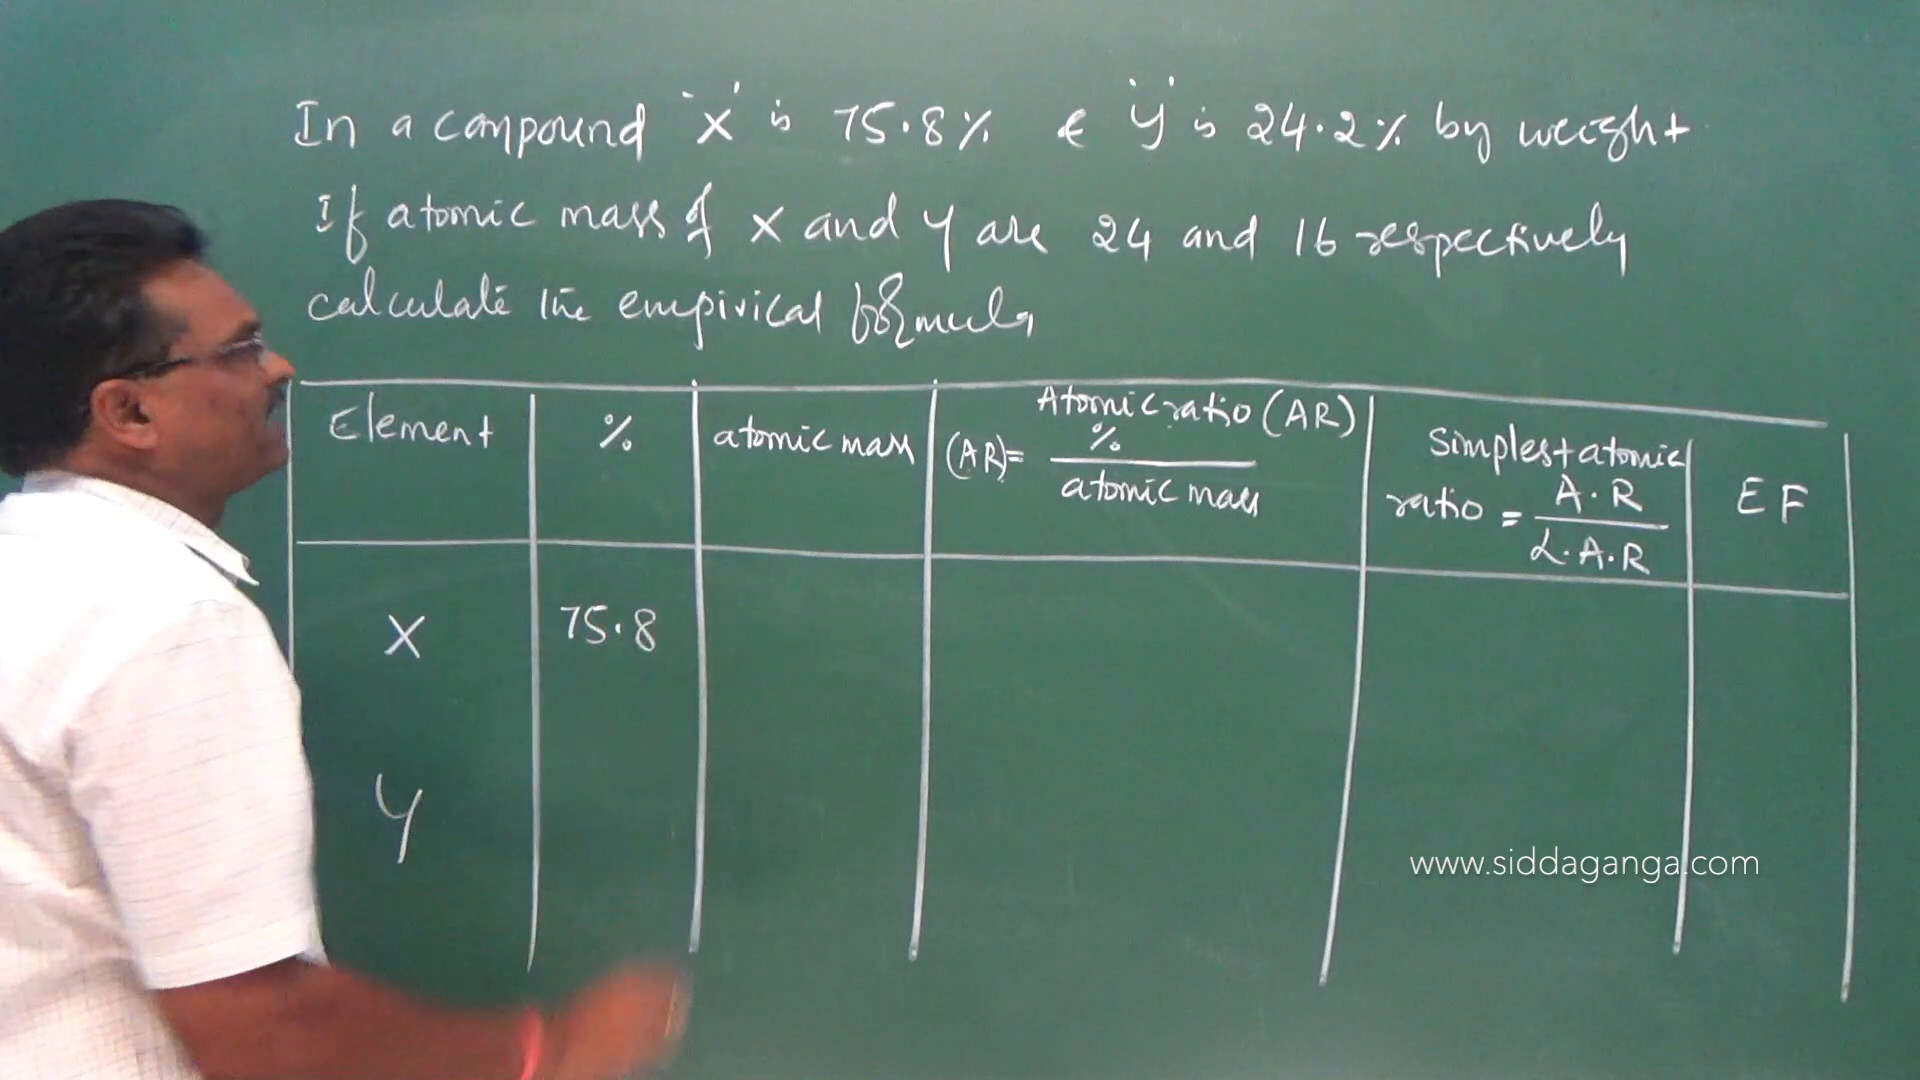 In a compound 'X' is 75.8% & 'Y' is 24.2% by weight
If atomic mass of X and Y are 24 and 16 respectively
calculate the empirical formula
Element
%
atomic mass
Atomic ratio (AR)
(AR) = % / atomic mass
Simplest atomic
ratio = A.R / L.A.R
EF
X
75.8
Y
www.siddaganga.com